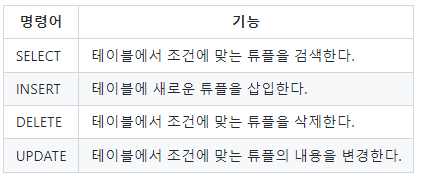 명령어 기능
SELECT 테이블에서 조건에 맞는 튜플을 검색한다.
INSERT 테이블에 새로운 튜플을 삽입한다.
DELETE 테이블에서 조건에 맞는 튜플을 삭제한다.
UPDATE 테이블에서 조건에 맞는 튜플의 내용을 변경한다.